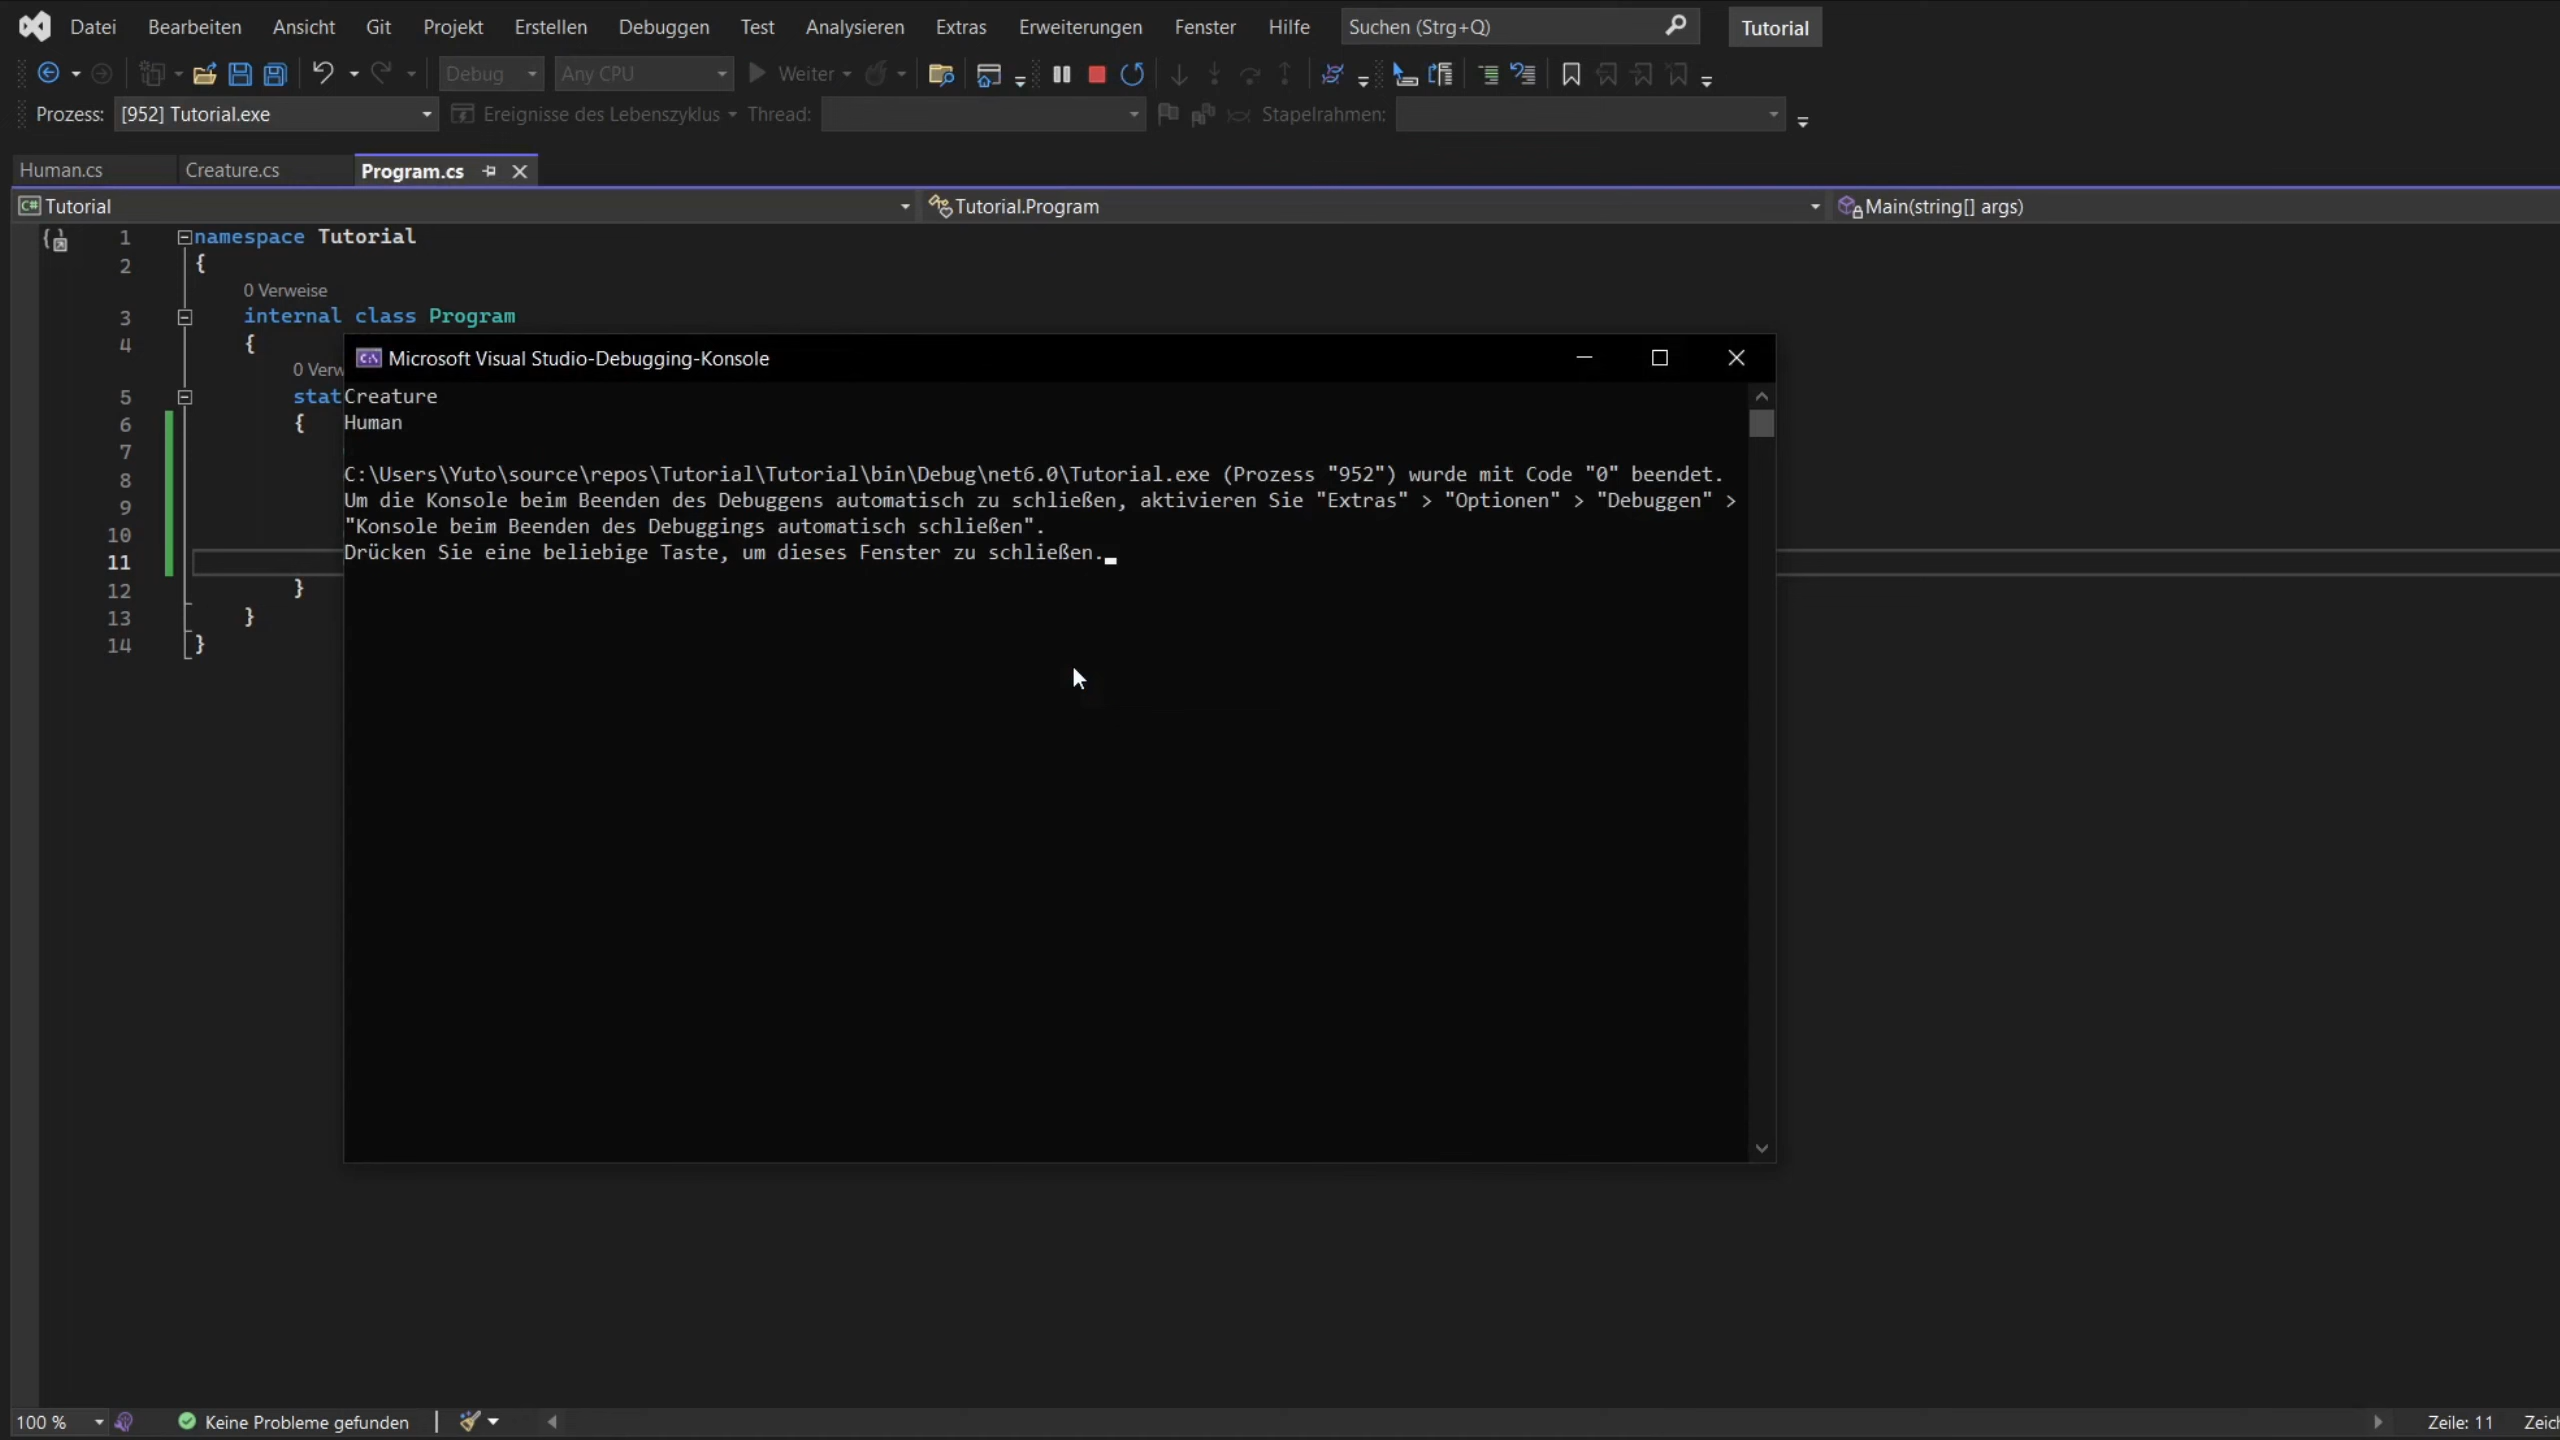 Datei Bearbeiten Ansicht Git Projekt Erstellen Debuggen Test Analysieren Extras Erweiterungen Fenster Hilfe Suchen (Strg+Q) Tutorial
Debug Any CPU Weiter
Prozess: [952] Tutorial.exe Ereignisse des Lebenszyklus Thread: Stapelrahmen:
Human.cs Creature.cs Program.cs
C# Tutorial Tutorial.Program Main(string[] args)
1 namespace Tutorial
2 {
0 Verweise
3 internal class Program
4 {
Microsoft Visual Studio-Debugging-Konsole
0 Verw
5 stat
Creature
6 {
Human
7
C:\Users\Yuto\source\repos\Tutorial\Tutorial\bin\Debug\net6.0\Tutorial.exe (Prozess "952") wurde mit Code "0" beendet.
8
Um die Konsole beim Beenden des Debuggens automatisch zu schließen, aktivieren Sie "Extras" > "Optionen" > "Debuggen" >
9
"Konsole beim Beenden des Debuggings automatisch schließen".
10
Drücken Sie eine beliebige Taste, um dieses Fenster zu schließen.
11
12 }
13 }
14 }
100 % Keine Probleme gefunden Zeile: 11